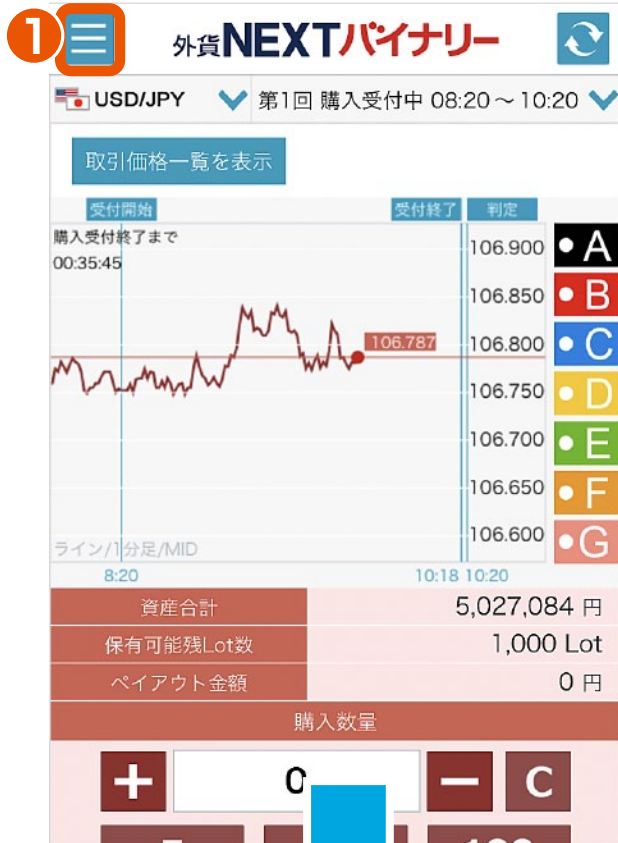 1
外貨NEXTバイナリー
USD/JPY 第1回 購入受付中 08:20～10:20
取引価格一覧を表示
受付開始 受付終了 判定
購入受付終了まで
00:35:45
106.900 A
106.850 B
106.787 106.800 C
106.750 D
106.700 E
106.650 F
106.600 G
ライン/1分足/MID
8:20 10:18 10:20
資産合計 5,027,084 円
保有可能残Lot数 1,000 Lot
ペイアウト金額 0 円
購入数量
+ 0 − C